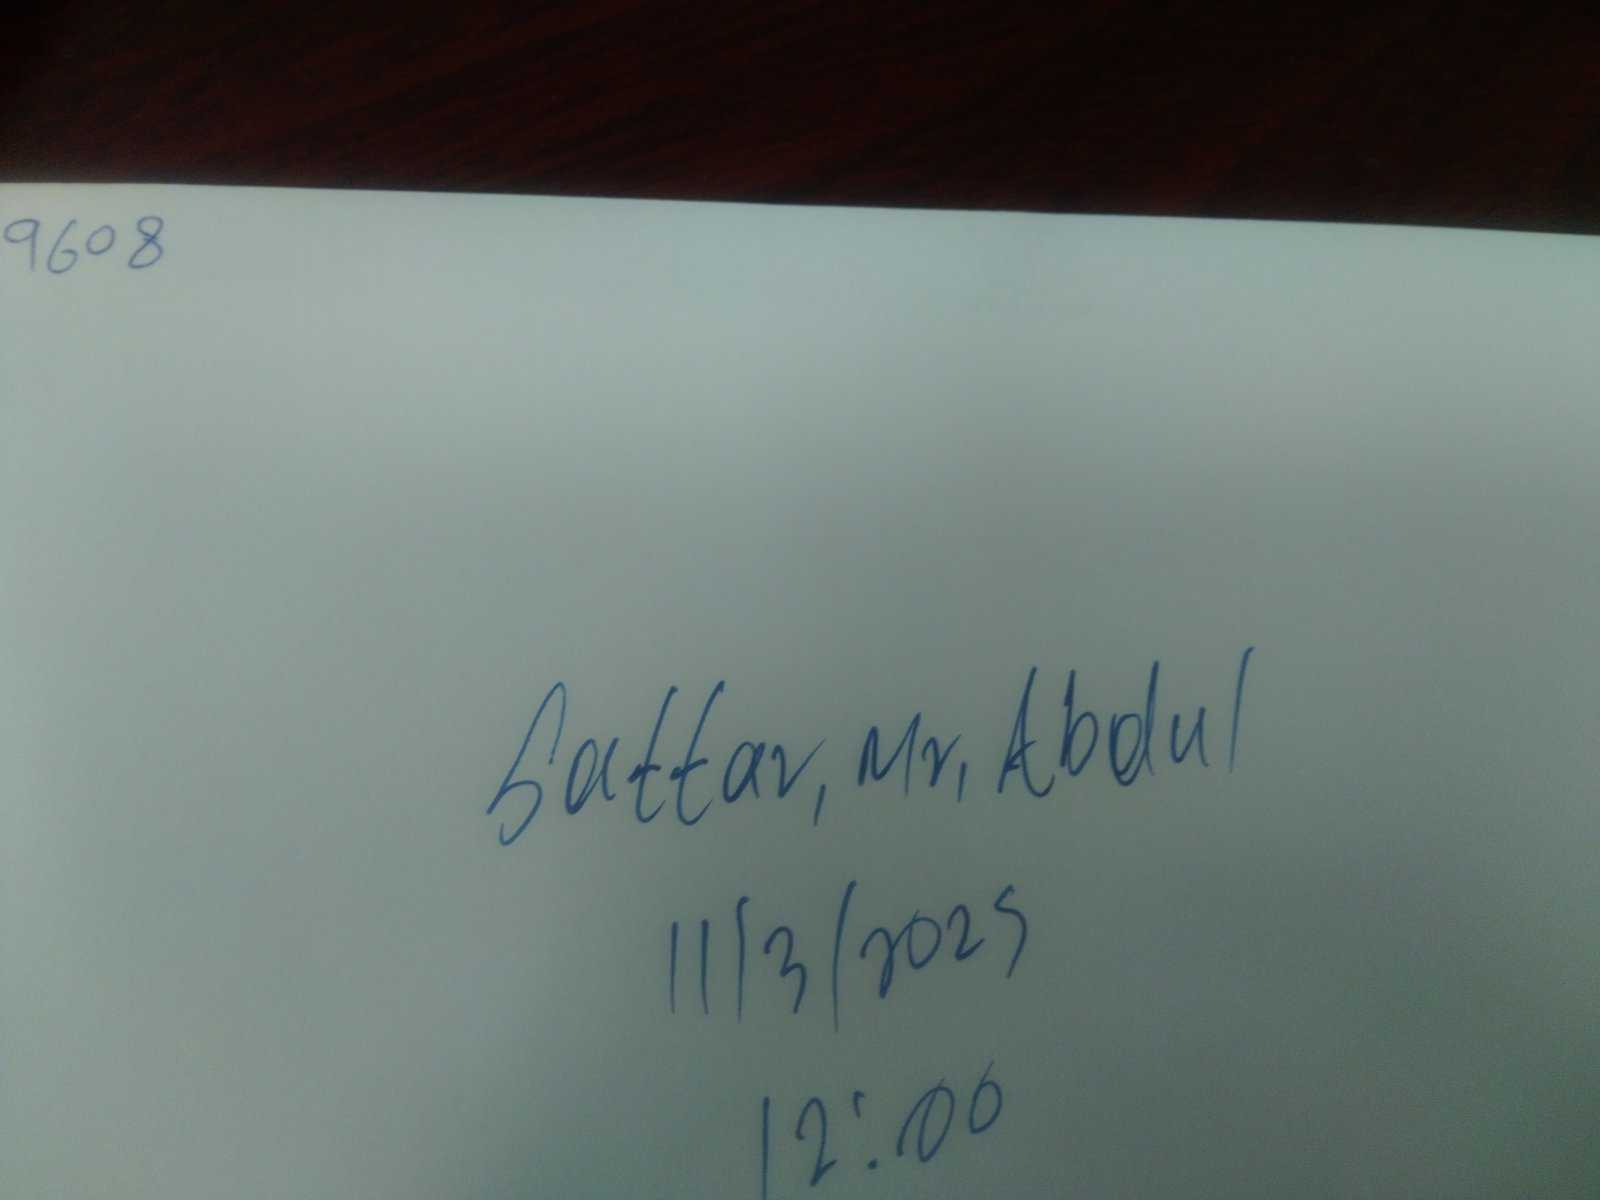 9608
Sattar, Mr, Abdul
11/3/2025
12:00